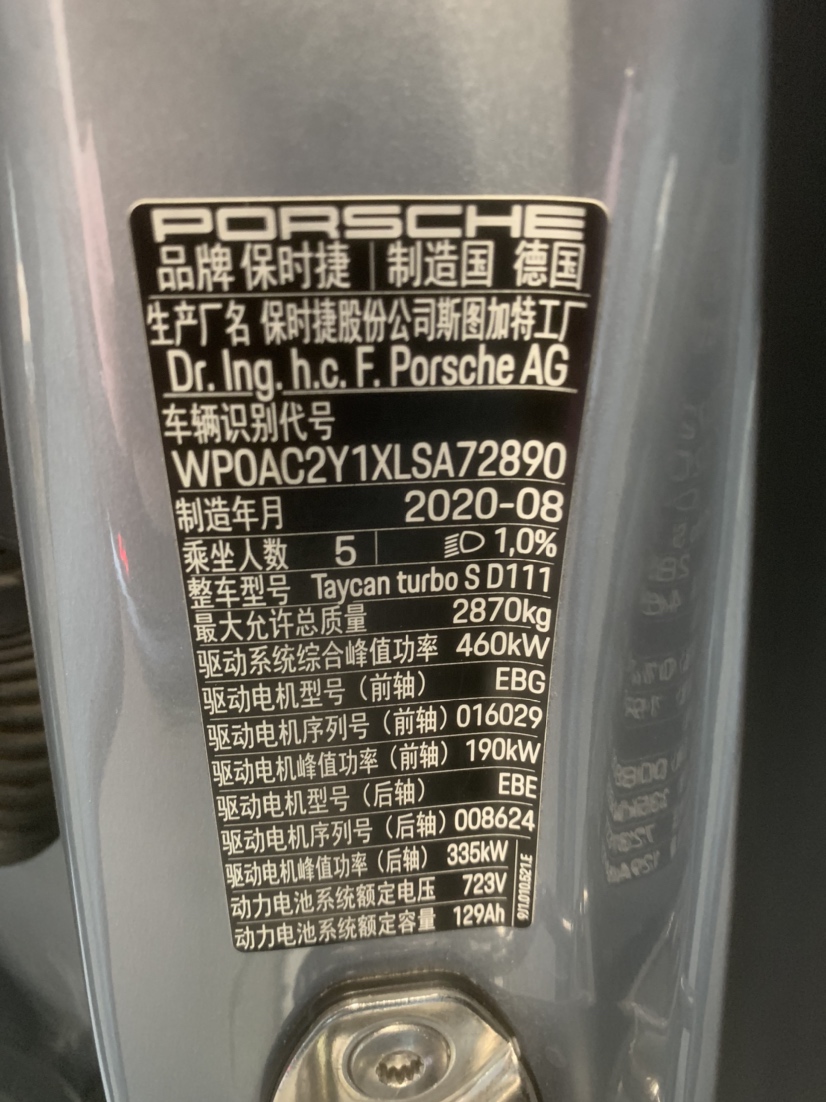 PORSCHE
品牌 保时捷 制造国 德国
生产厂名 保时捷股份公司斯图加特工厂
Dr. Ing. h.c. F. Porsche AG
车辆识别代号
WP0AC2Y1XLSA72890
制造年月 2020-08
乘坐人数 5 1,0%
整车型号 Taycan turbo S D111
最大允许总质量 2870kg
驱动系统综合峰值功率 460kW
驱动电机型号（前轴） EBG
驱动电机序列号（前轴） 016029
驱动电机峰值功率（前轴） 190kW
驱动电机型号（后轴） EBE
驱动电机序列号（后轴） 008624
驱动电机峰值功率（后轴） 335kW
动力电池系统额定电压 723V
动力电池系统额定容量 129Ah
9J1.010.521.E